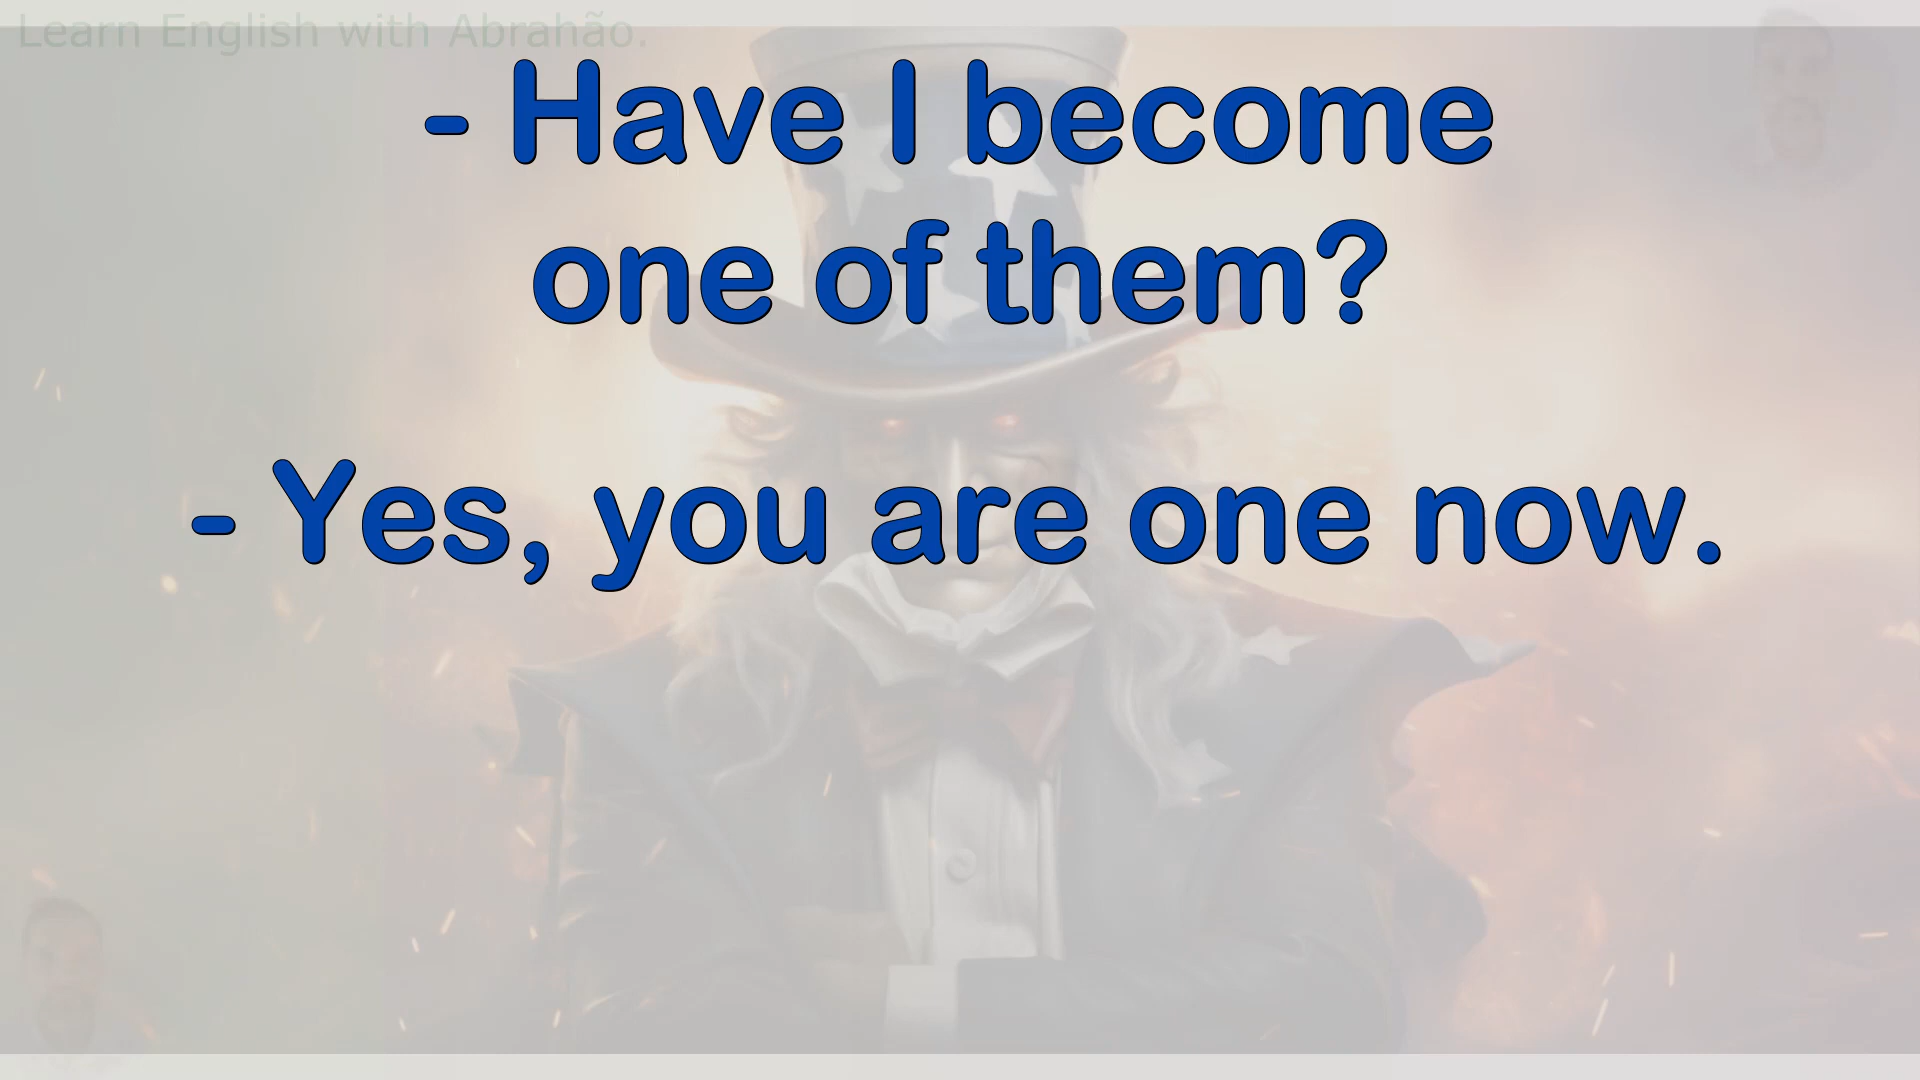 Learn English with Abrahão.
- Have I become
one of them?
- Yes, you are one now.